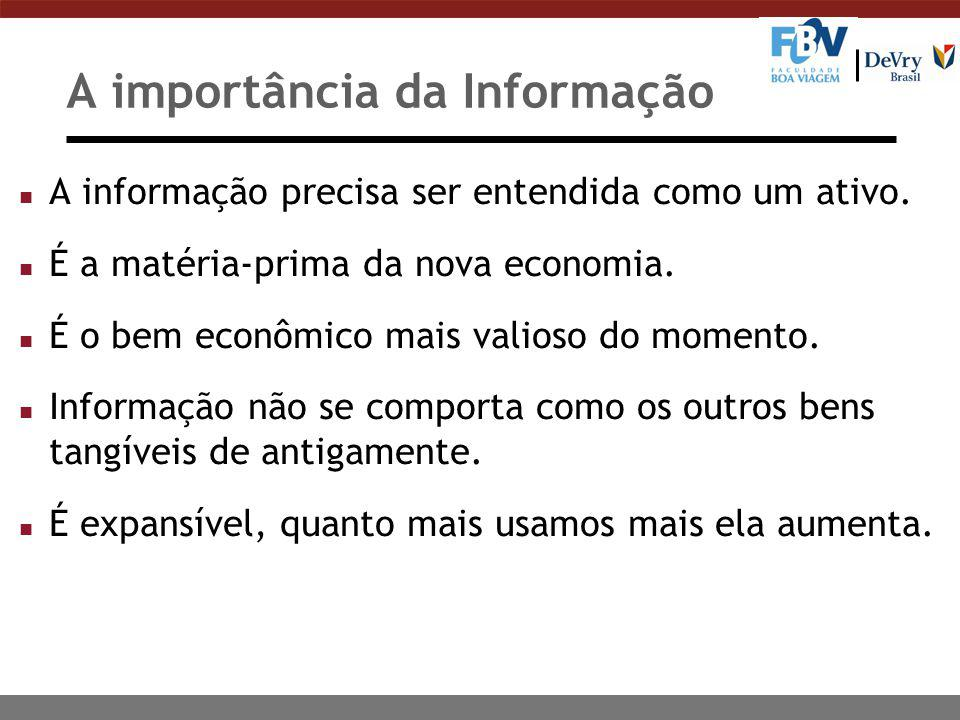 FBV
FACULDADE
BOA VIAGEM
DeVry
Brasil
A importância da Informação
A informação precisa ser entendida como um ativo.
É a matéria-prima da nova economia.
É o bem econômico mais valioso do momento.
Informação não se comporta como os outros bens
tangíveis de antigamente.
É expansível, quanto mais usamos mais ela aumenta.